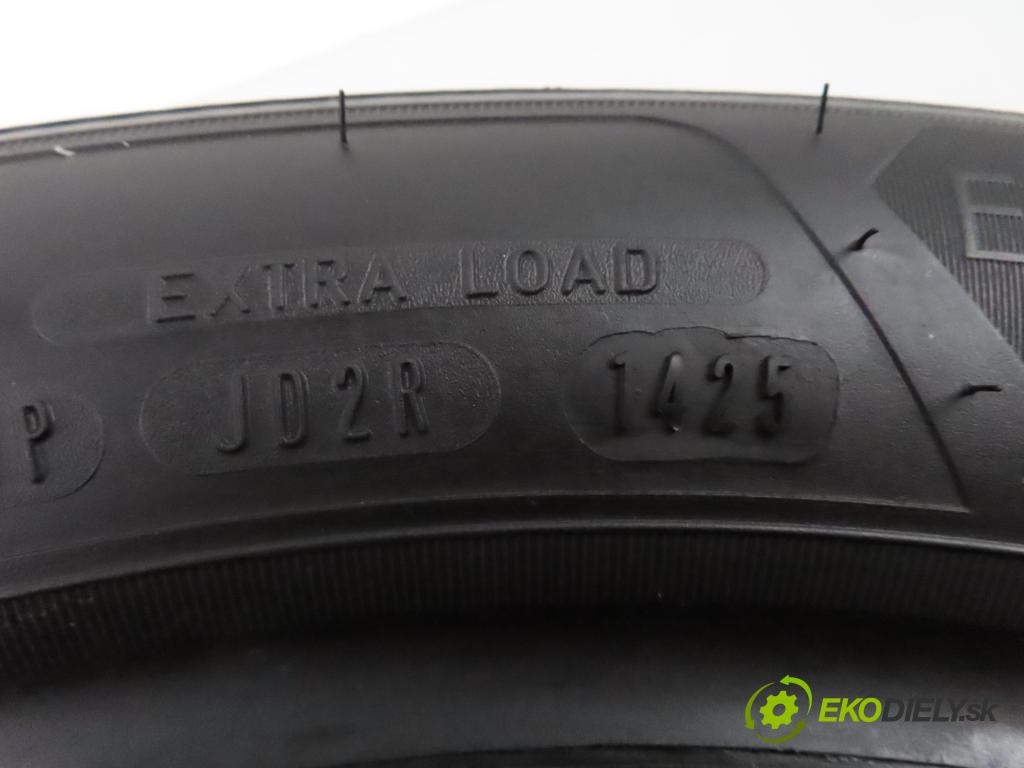 EXTRA LOAD
P JD2R 1425
EKODIELY.sk